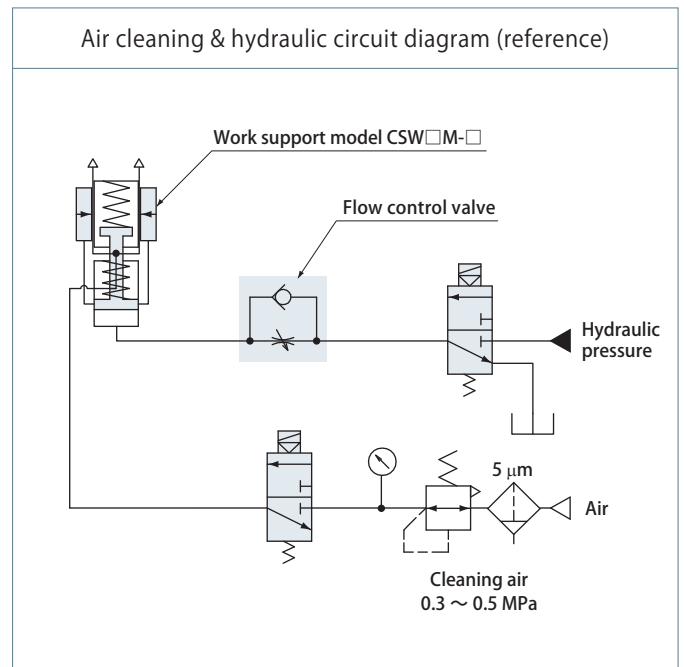 Air cleaning & hydraulic circuit diagram (reference)
Work support model CSW□M-□
Flow control valve
Hydraulic
pressure
5 μm
Air
Cleaning air
0.3 ～ 0.5 MPa